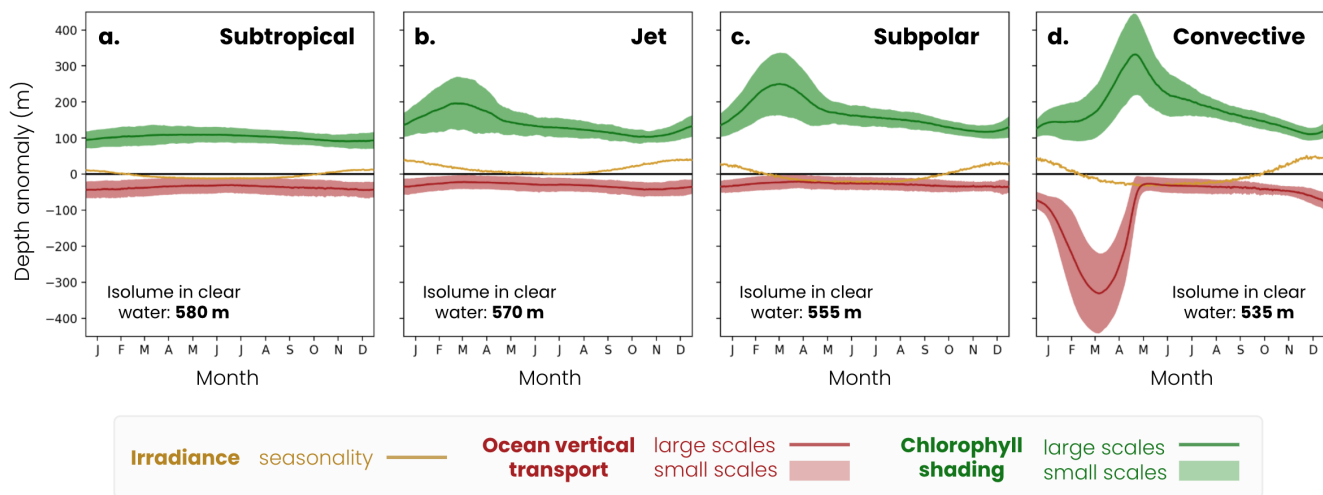 a. Subtropical
b. Jet
c. Subpolar
d. Convective
Depth anomaly (m)
400
300
200
100
0
−100
−200
−300
−400
Isolume in clear
water: 580 m
Isolume in clear
water: 570 m
Isolume in clear
water: 555 m
Isolume in clear
water: 535 m
J F M A M J J A S O N D
J F M A M J J A S O N D
J F M A M J J A S O N D
J F M A M J J A S O N D
Month
Month
Month
Month
Irradiance seasonality
Ocean vertical
transport
large scales
small scales
Chlorophyll
shading
large scales
small scales